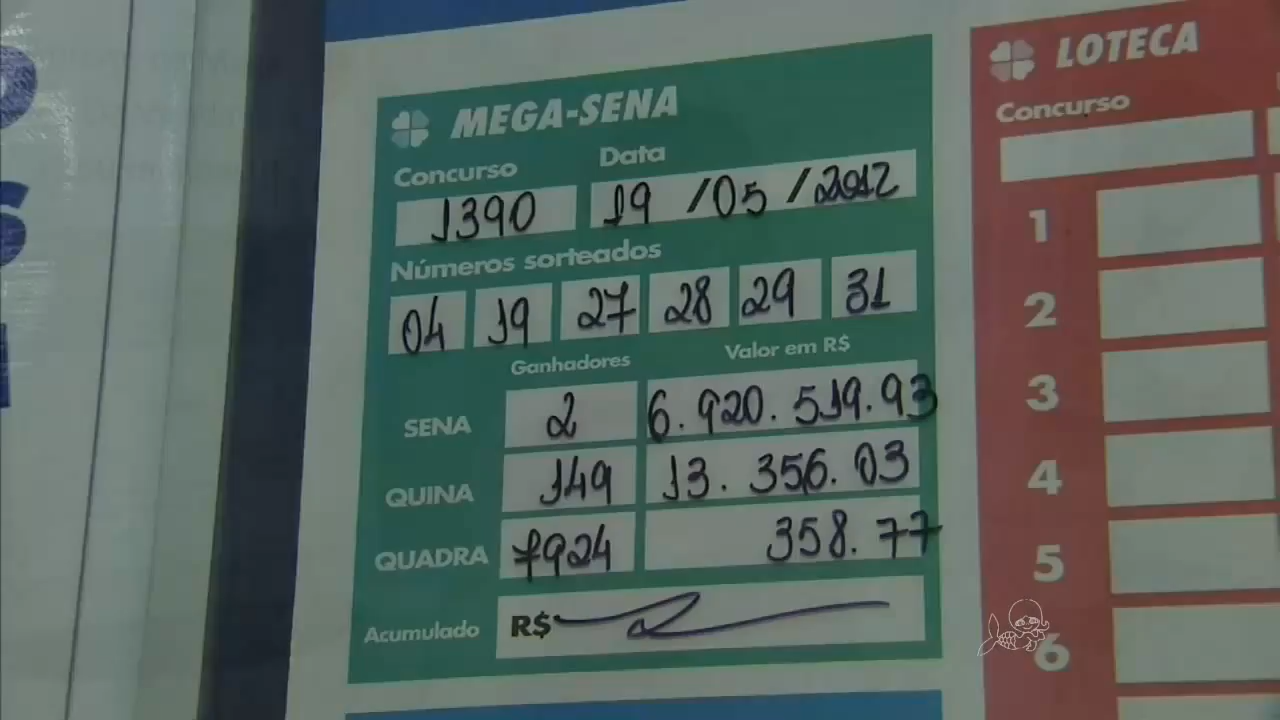 MEGA-SENA
Concurso Data
1390 19 /05 /2012
Números sorteados
04 19 27 28 29 31
Ganhadores Valor em R$
SENA 2 6.920.519.93
QUINA 149 13.356.03
QUADRA 7924 358.77
Acumulado R$
LOTECA
Concurso
1
2
3
4
5
6